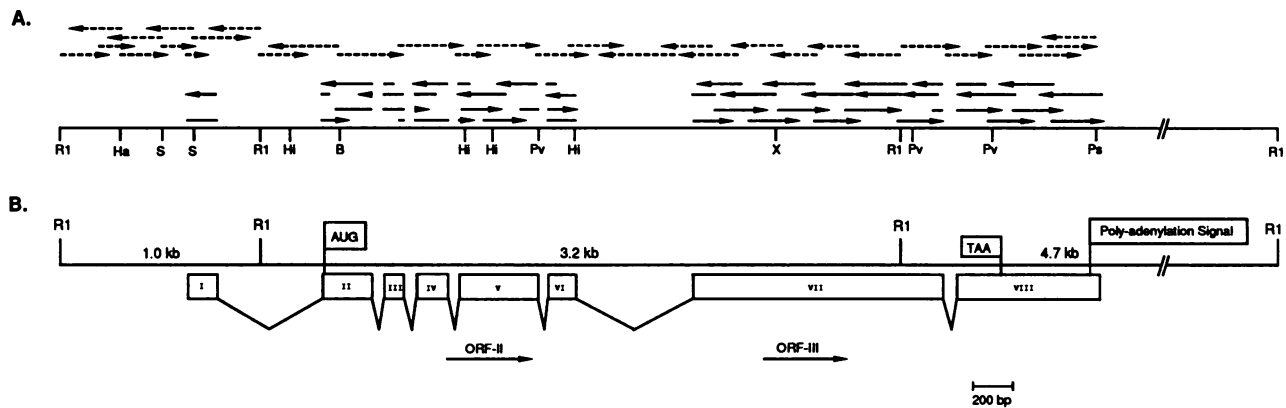 A.
R1 Ha S S R1 Hi B Hi Hi Pv Hi X R1 Pv Pv Ps R1
B.
R1 R1 AUG R1 TAA Poly-adenylation Signal R1
1.0 kb 3.2 kb 4.7 kb
I II III IV V VI VII VIII
ORF-II ORF-III
200 bp